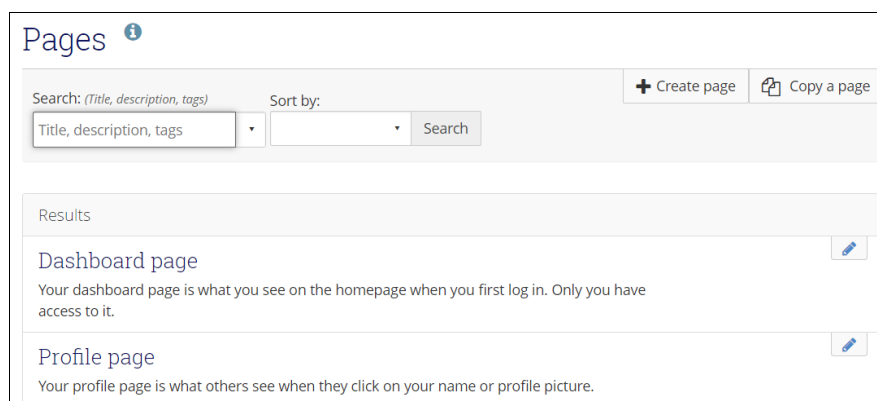 Pages
Create page Copy a page
Search: (Title, description, tags) Sort by:
Title, description, tags Search
Results
Dashboard page
Your dashboard page is what you see on the homepage when you first log in. Only you have
access to it.
Profile page
Your profile page is what others see when they click on your name or profile picture.